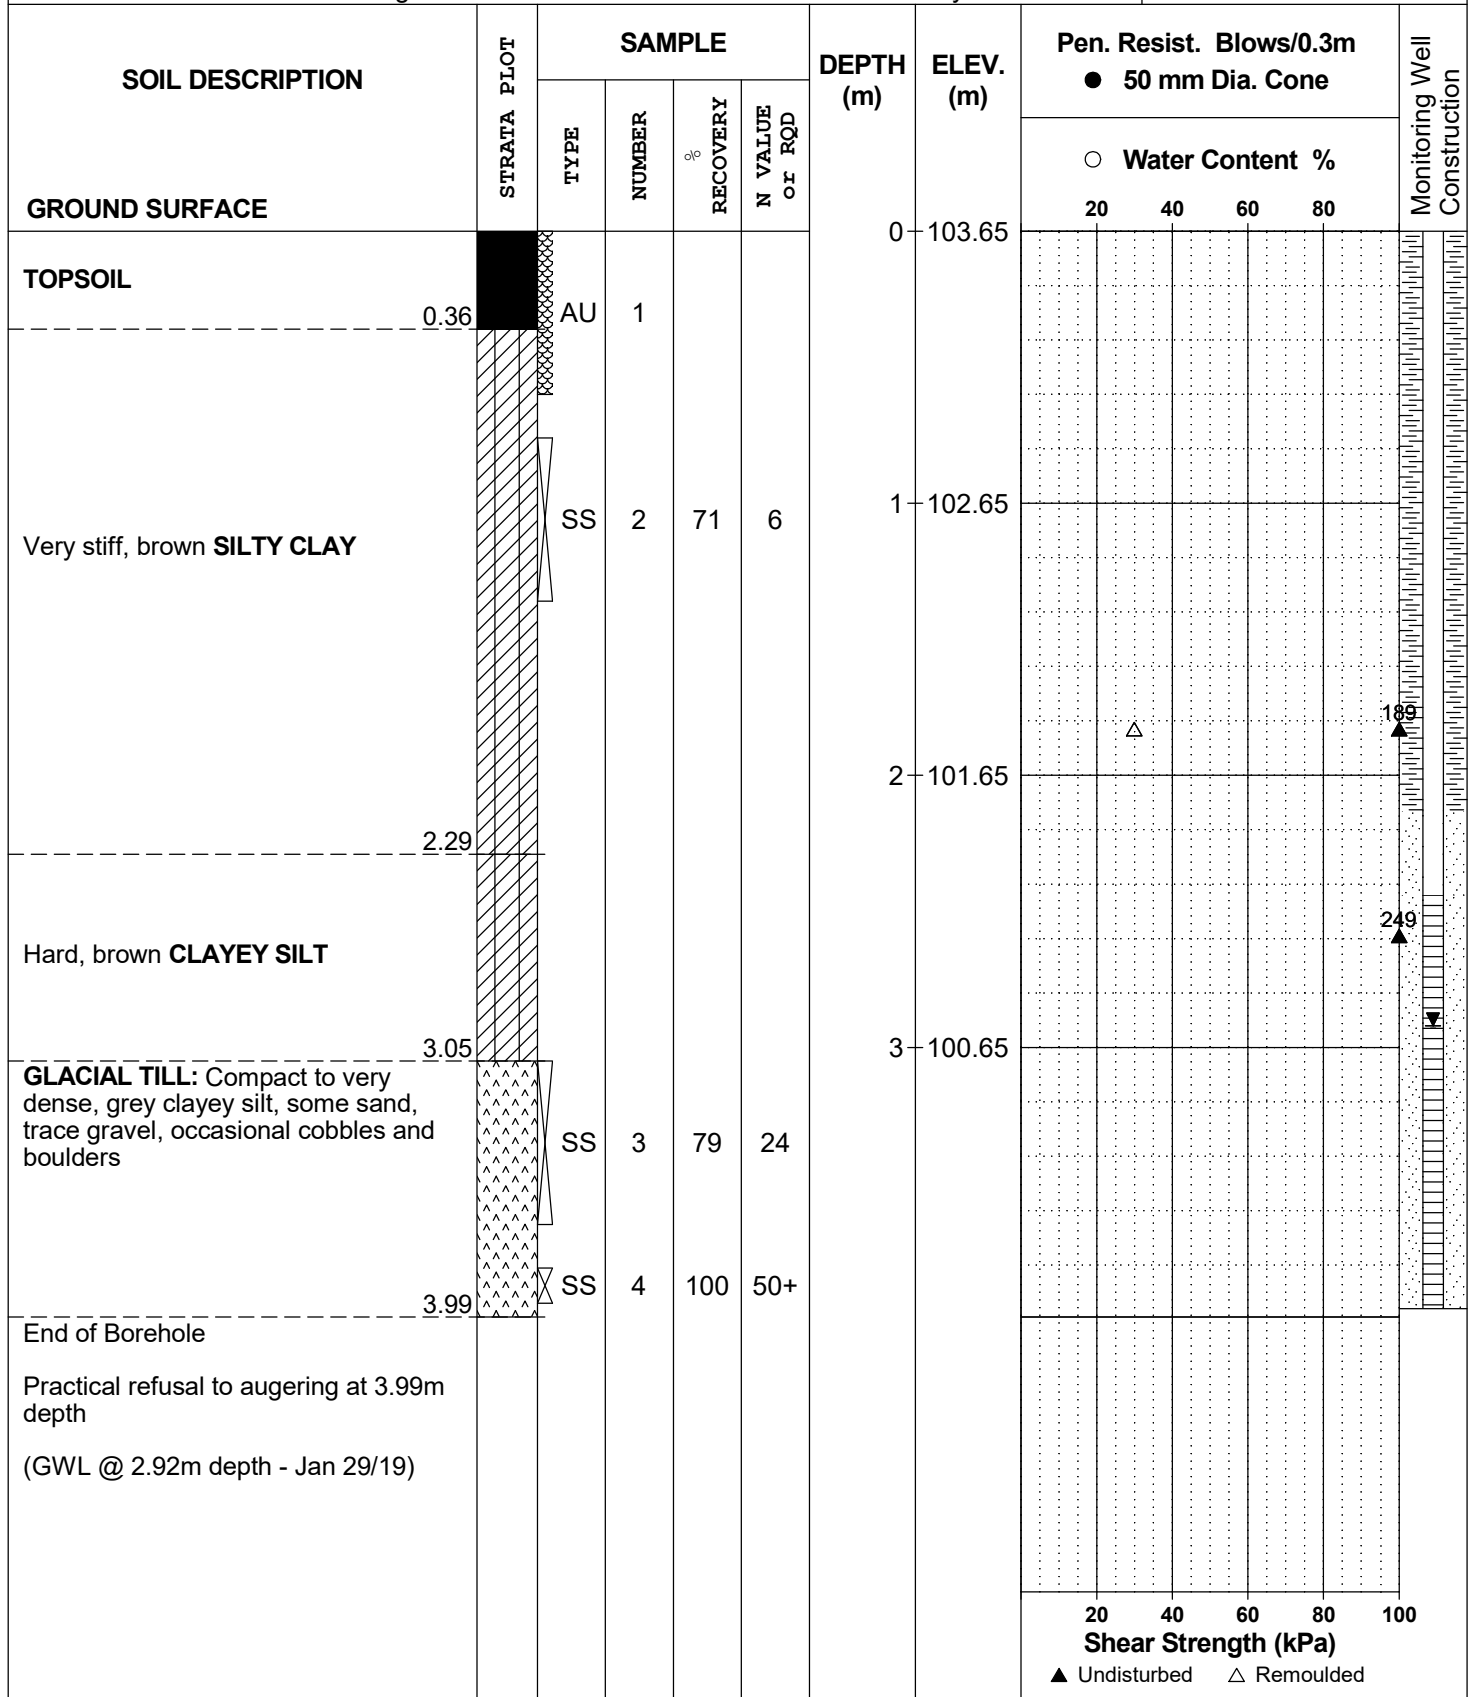 SOIL DESCRIPTION
GROUND SURFACE
STRATA PLOT
SAMPLE
TYPE
NUMBER
%
RECOVERY
N VALUE
or RQD
DEPTH
(m)
ELEV.
(m)
Pen. Resist. Blows/0.3m
● 50 mm Dia. Cone
○ Water Content %
20 40 60 80
Monitoring Well
Construction
0 103.65
TOPSOIL
0.36
AU 1
1 102.65
SS 2 71 6
Very stiff, brown SILTY CLAY
189
2 101.65
2.29
249
Hard, brown CLAYEY SILT
3.05
3 100.65
GLACIAL TILL: Compact to very
dense, grey clayey silt, some sand,
trace gravel, occasional cobbles and
boulders
SS 3 79 24
SS 4 100 50+
3.99
End of Borehole
Practical refusal to augering at 3.99m
depth
(GWL @ 2.92m depth - Jan 29/19)
20 40 60 80 100
Shear Strength (kPa)
▲ Undisturbed △ Remoulded